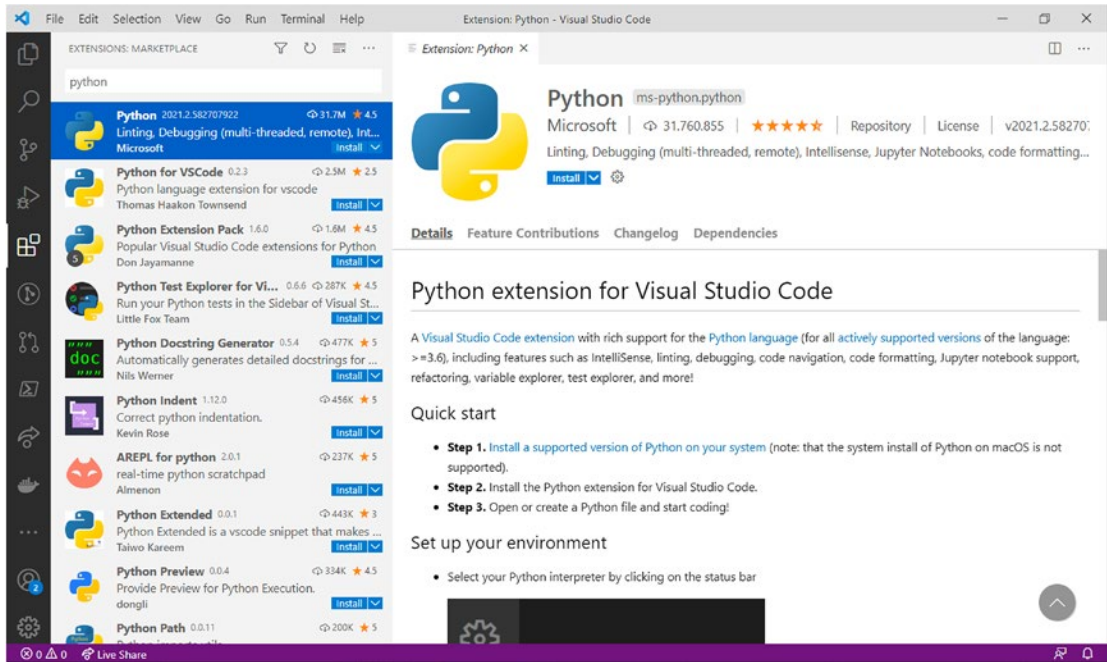 File Edit Selection View Go Run Terminal Help
Extension: Python - Visual Studio Code
EXTENSIONS: MARKETPLACE
python
Python 2021.2.582707922 31.7M 4.5
Linting, Debugging (multi-threaded, remote), Int...
Microsoft Install
Python for VSCode 0.2.3 2.5M 2.5
Python language extension for vscode
Thomas Haakon Townsend Install
Python Extension Pack 1.6.0 1.6M 4.5
Popular Visual Studio Code extensions for Python
5
Don Jayamanne Install
Python Test Explorer for Vi... 0.6.6 287K 4.5
Run your Python tests in the Sidebar of Visual St...
Little Fox Team Install
Python Docstring Generator 0.5.4 477K 5
"""
doc
"""
Automatically generates detailed docstrings for ...
Nils Werner Install
Python Indent 1.12.0 456K 5
Correct python indentation.
Kevin Rose Install
AREPL for python 2.0.1 237K 5
real-time python scratchpad
Almenon Install
Python Extended 0.0.1 443K 3
Python Extended is a vscode snippet that makes ...
Taiwo Kareem Install
Python Preview 0.0.4 334K 4.5
Provide Preview for Python Execution.
dongli Install
Python Path 0.0.11 200K 5
Extension: Python
Python ms-python.python
Microsoft | 31.760.855 | Repository | License | v2021.2.58270
Linting, Debugging (multi-threaded, remote), Intellisense, Jupyter Notebooks, code formatting...
Install
Details Feature Contributions Changelog Dependencies
Python extension for Visual Studio Code
A Visual Studio Code extension with rich support for the Python language (for all actively supported versions of the language:
>=3.6), including features such as IntelliSense, linting, debugging, code navigation, code formatting, Jupyter notebook support,
refactoring, variable explorer, test explorer, and more!
Quick start
• Step 1. Install a supported version of Python on your system (note: that the system install of Python on macOS is not
supported).
• Step 2. Install the Python extension for Visual Studio Code.
• Step 3. Open or create a Python file and start coding!
Set up your environment
• Select your Python interpreter by clicking on the status bar
2
0 0 Live Share